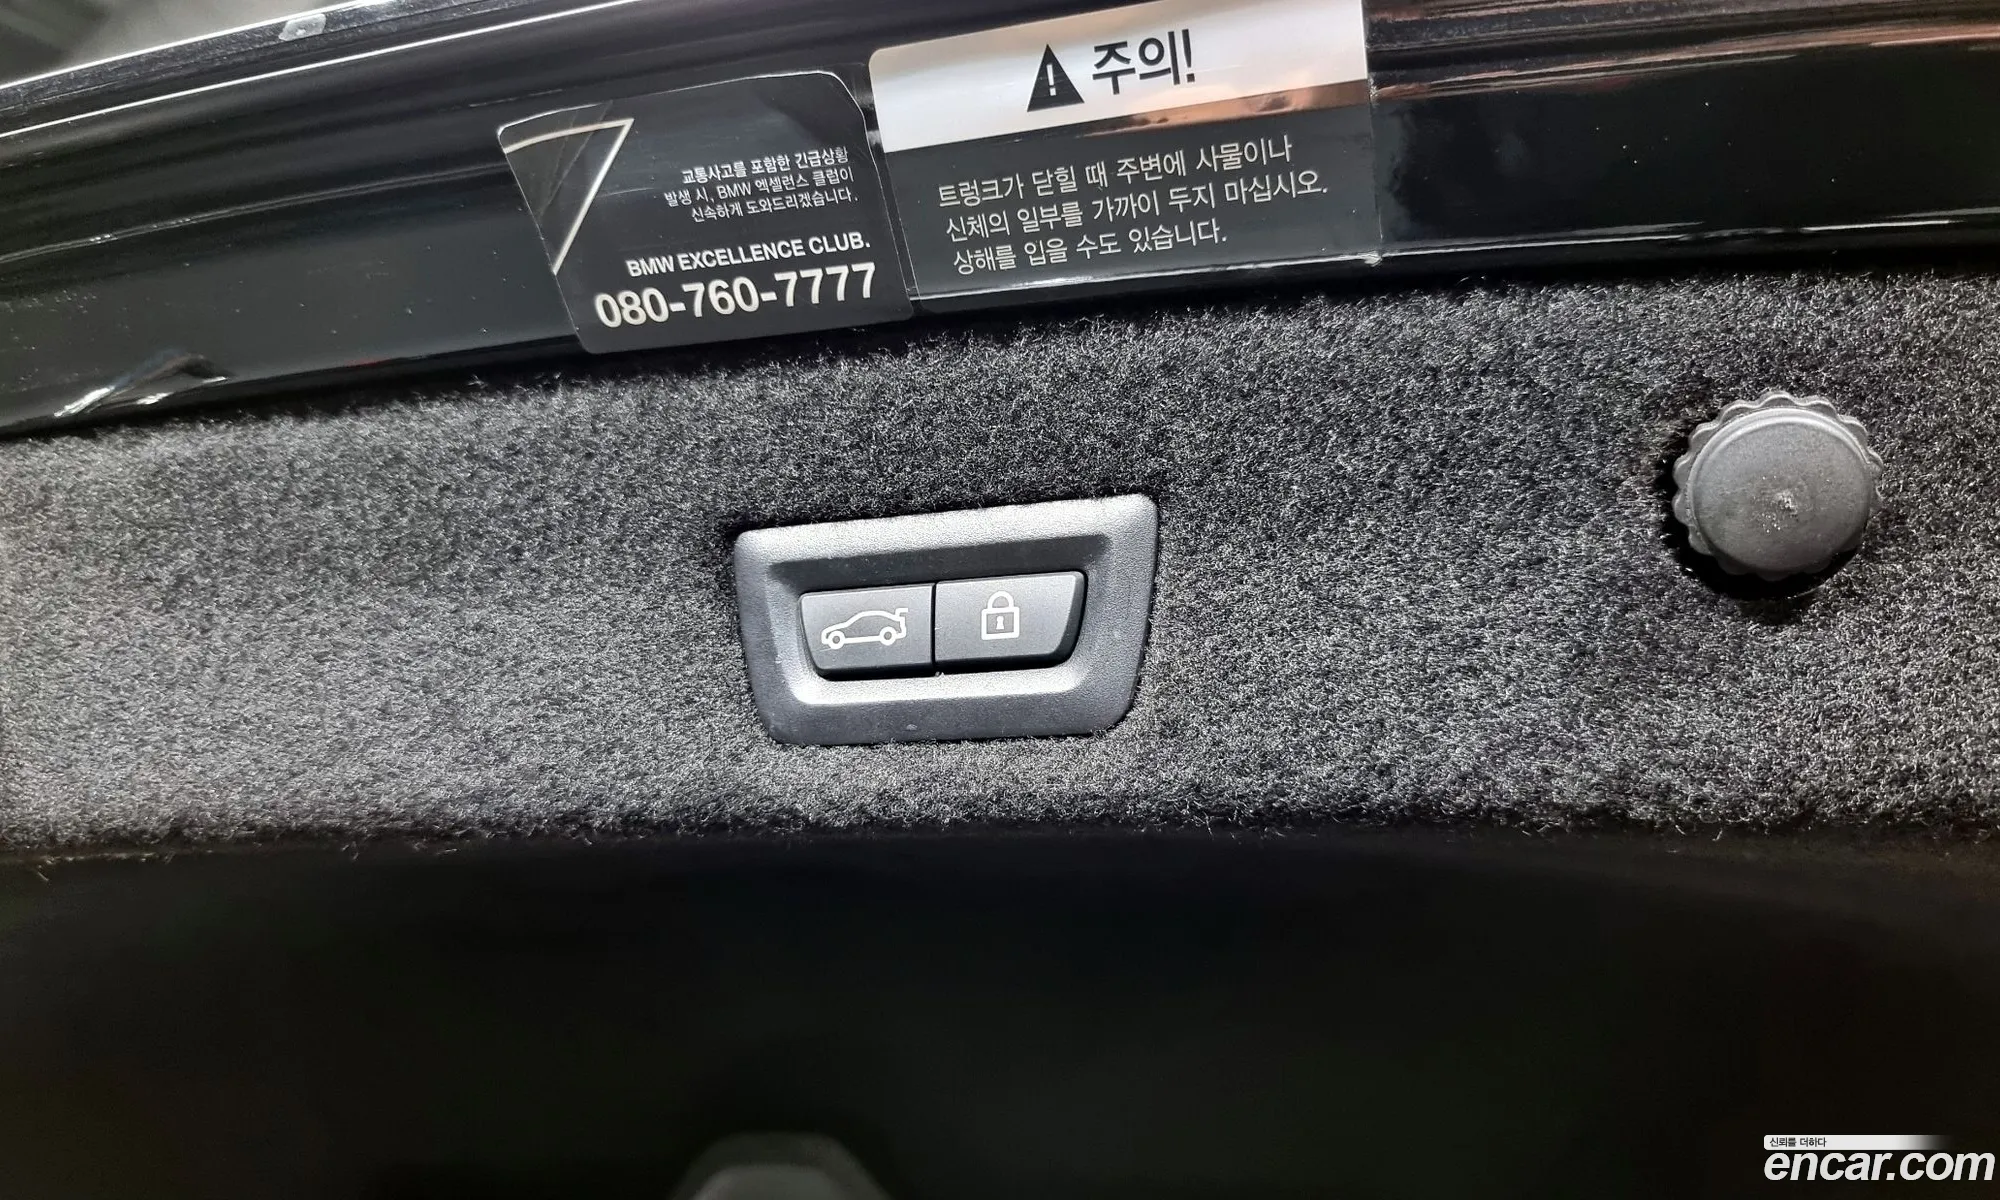 교통사고를 포함한 긴급상황
발생 시, BMW 엑셀런스 클럽이
신속하게 도와드리겠습니다.
BMW EXCELLENCE CLUB.
080-760-7777
주의!
트렁크가 닫힐 때 주변에 사물이나
신체의 일부를 가까이 두지 마십시오.
상해를 입을 수도 있습니다.
신뢰를 더하다
encar.com